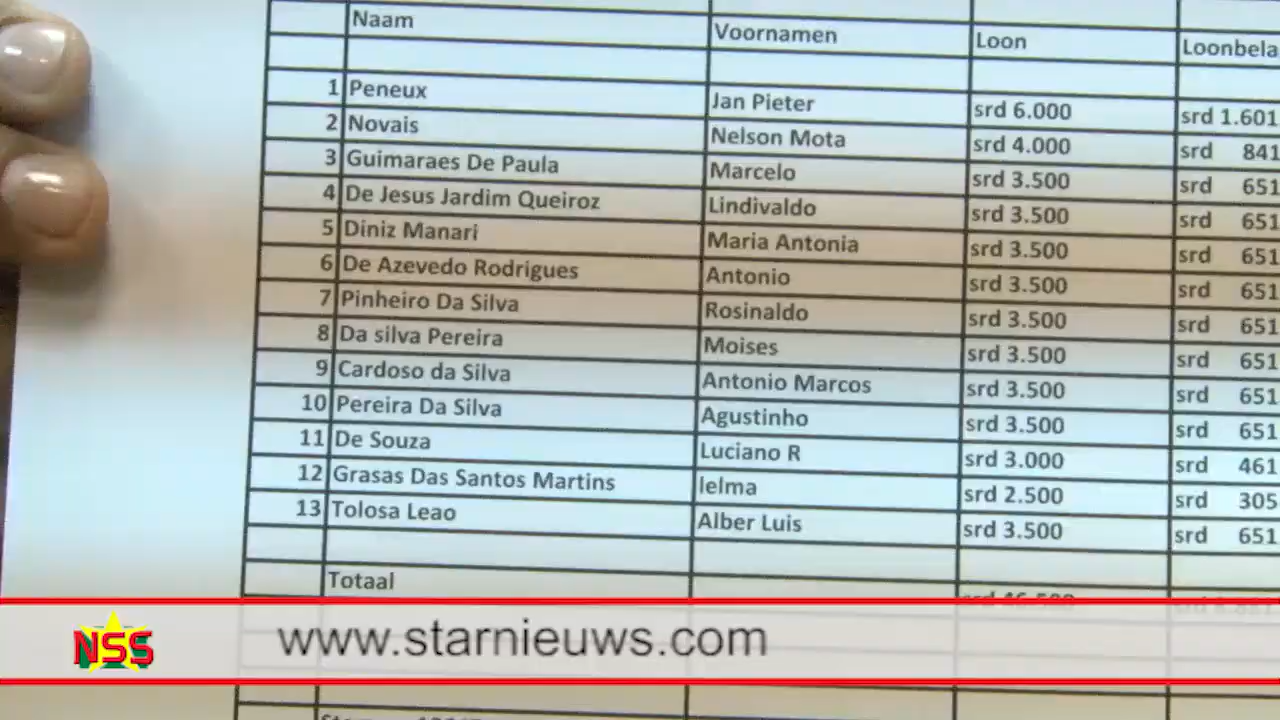 Naam Voornamen Loon Loonbela
1 Peneux Jan Pieter srd 6.000 srd 1.601
2 Novais Nelson Mota srd 4.000 srd 841
3 Guimaraes De Paula Marcelo srd 3.500 srd 651
4 De Jesus Jardim Queiroz Lindivaldo srd 3.500 srd 651
5 Diniz Manari Maria Antonia srd 3.500 srd 651
6 De Azevedo Rodrigues Antonio srd 3.500 srd 651
7 Pinheiro Da Silva Rosinaldo srd 3.500 srd 651
8 Da silva Pereira Moises srd 3.500 srd 651
9 Cardoso da Silva Antonio Marcos srd 3.500 srd 651
10 Pereira Da Silva Agustinho srd 3.500 srd 651
11 De Souza Luciano R srd 3.000 srd 461
12 Grasas Das Santos Martins Ielma srd 2.500 srd 305
13 Tolosa Leao Alber Luis srd 3.500 srd 651
Totaal srd 46.500
NSS www.starnieuws.com